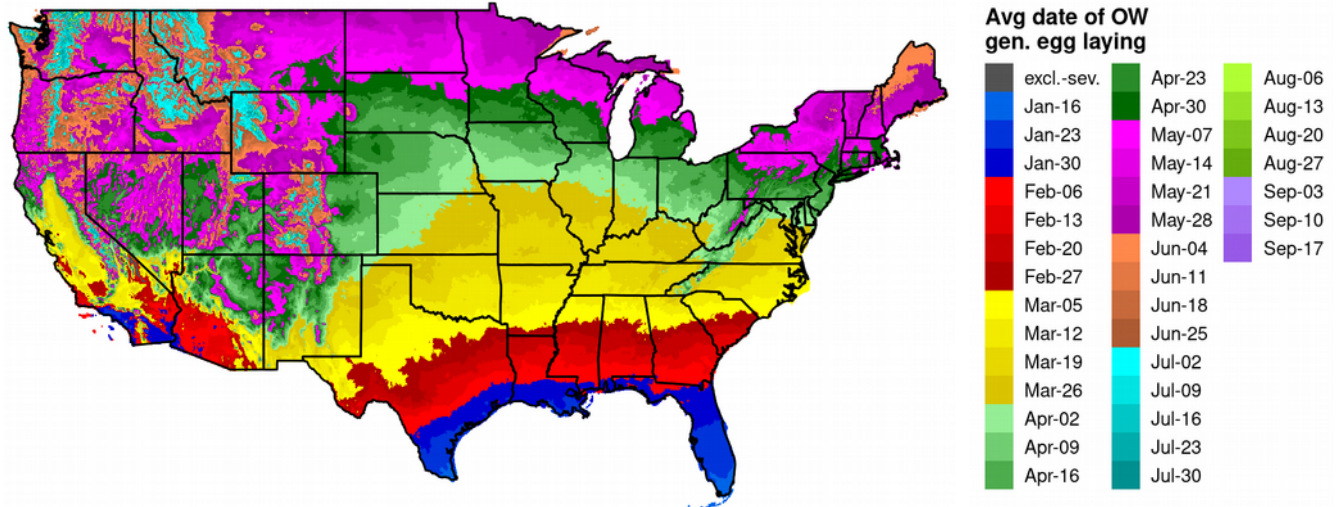 Avg date of OW
gen. egg laying
excl.-sev.
Jan-16
Jan-23
Jan-30
Feb-06
Feb-13
Feb-20
Feb-27
Mar-05
Mar-12
Mar-19
Mar-26
Apr-02
Apr-09
Apr-16
Apr-23
Apr-30
May-07
May-14
May-21
May-28
Jun-04
Jun-11
Jun-18
Jun-25
Jul-02
Jul-09
Jul-16
Jul-23
Jul-30
Aug-06
Aug-13
Aug-20
Aug-27
Sep-03
Sep-10
Sep-17